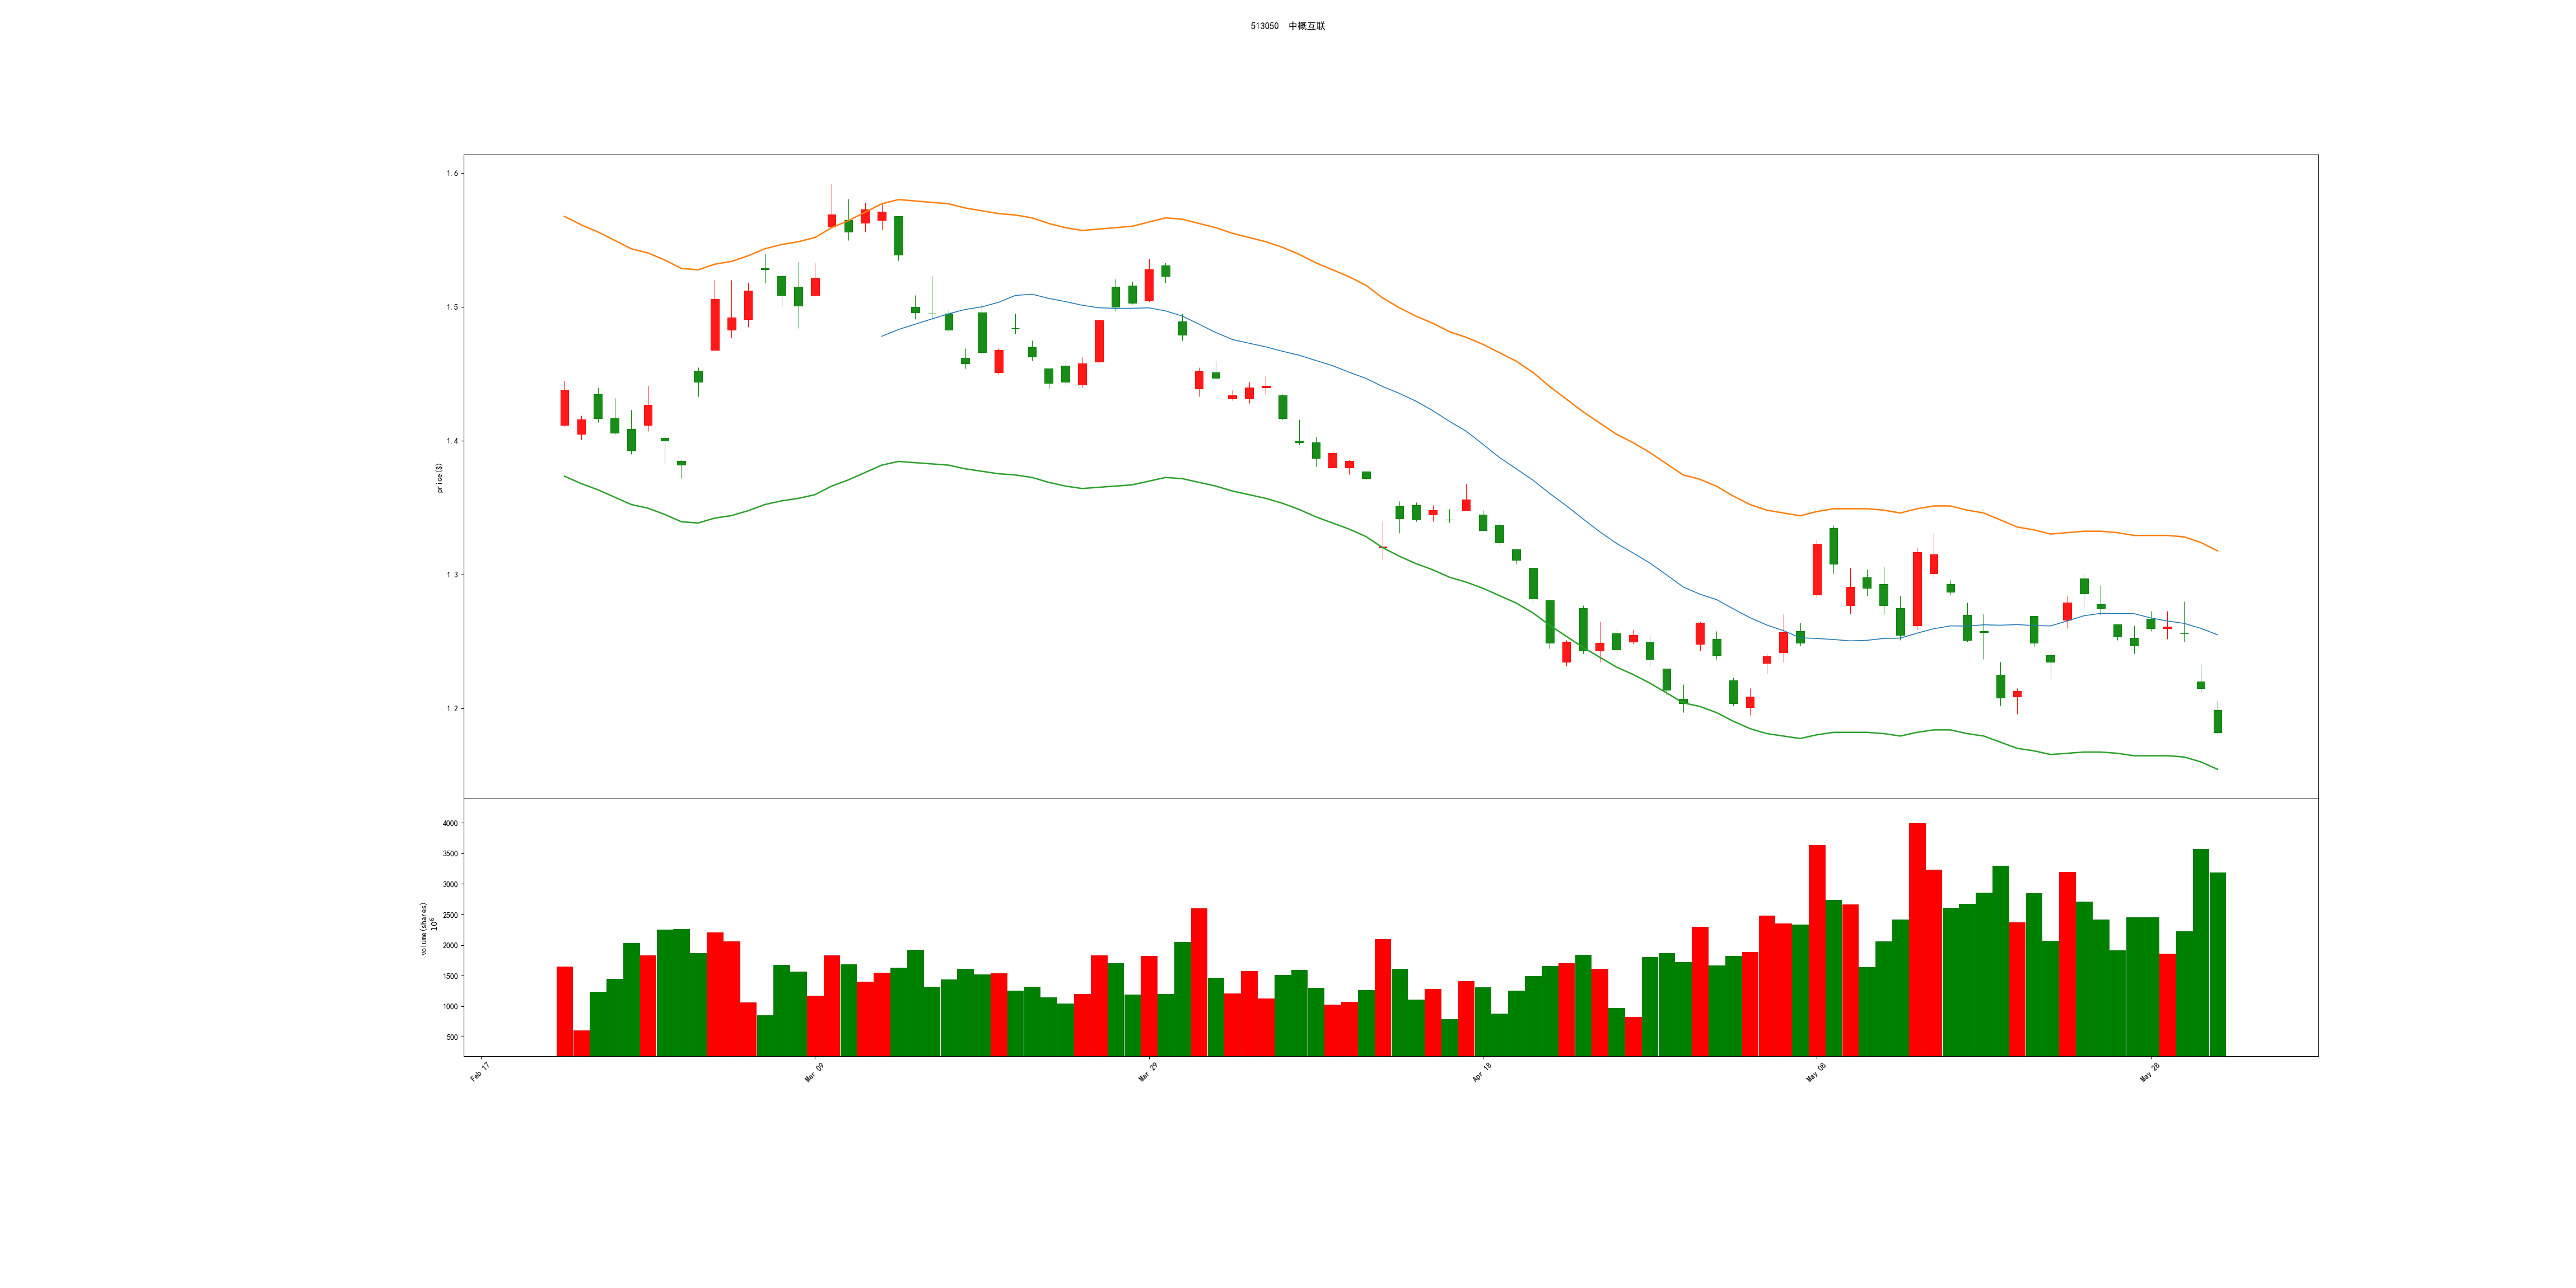 513050 中概互联
1.6
1.5
1.4
1.3
1.2
price($)
4000
3500
3000
2500
2000
1500
1000
500
volume(shares)
10⁶
Feb 17
Mar 09
Mar 29
Apr 18
May 08
May 28